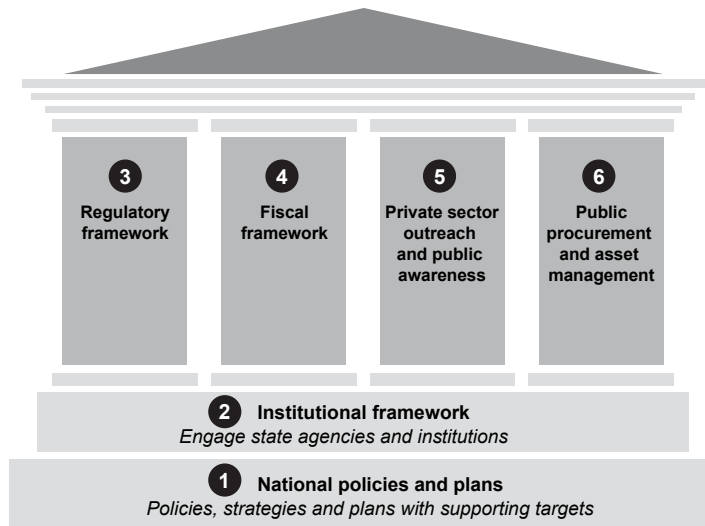 3
Regulatory
framework
4
Fiscal
framework
5
Private sector
outreach
and public
awareness
6
Public
procurement
and asset
management
2 Institutional framework
Engage state agencies and institutions
1 National policies and plans
Policies, strategies and plans with supporting targets